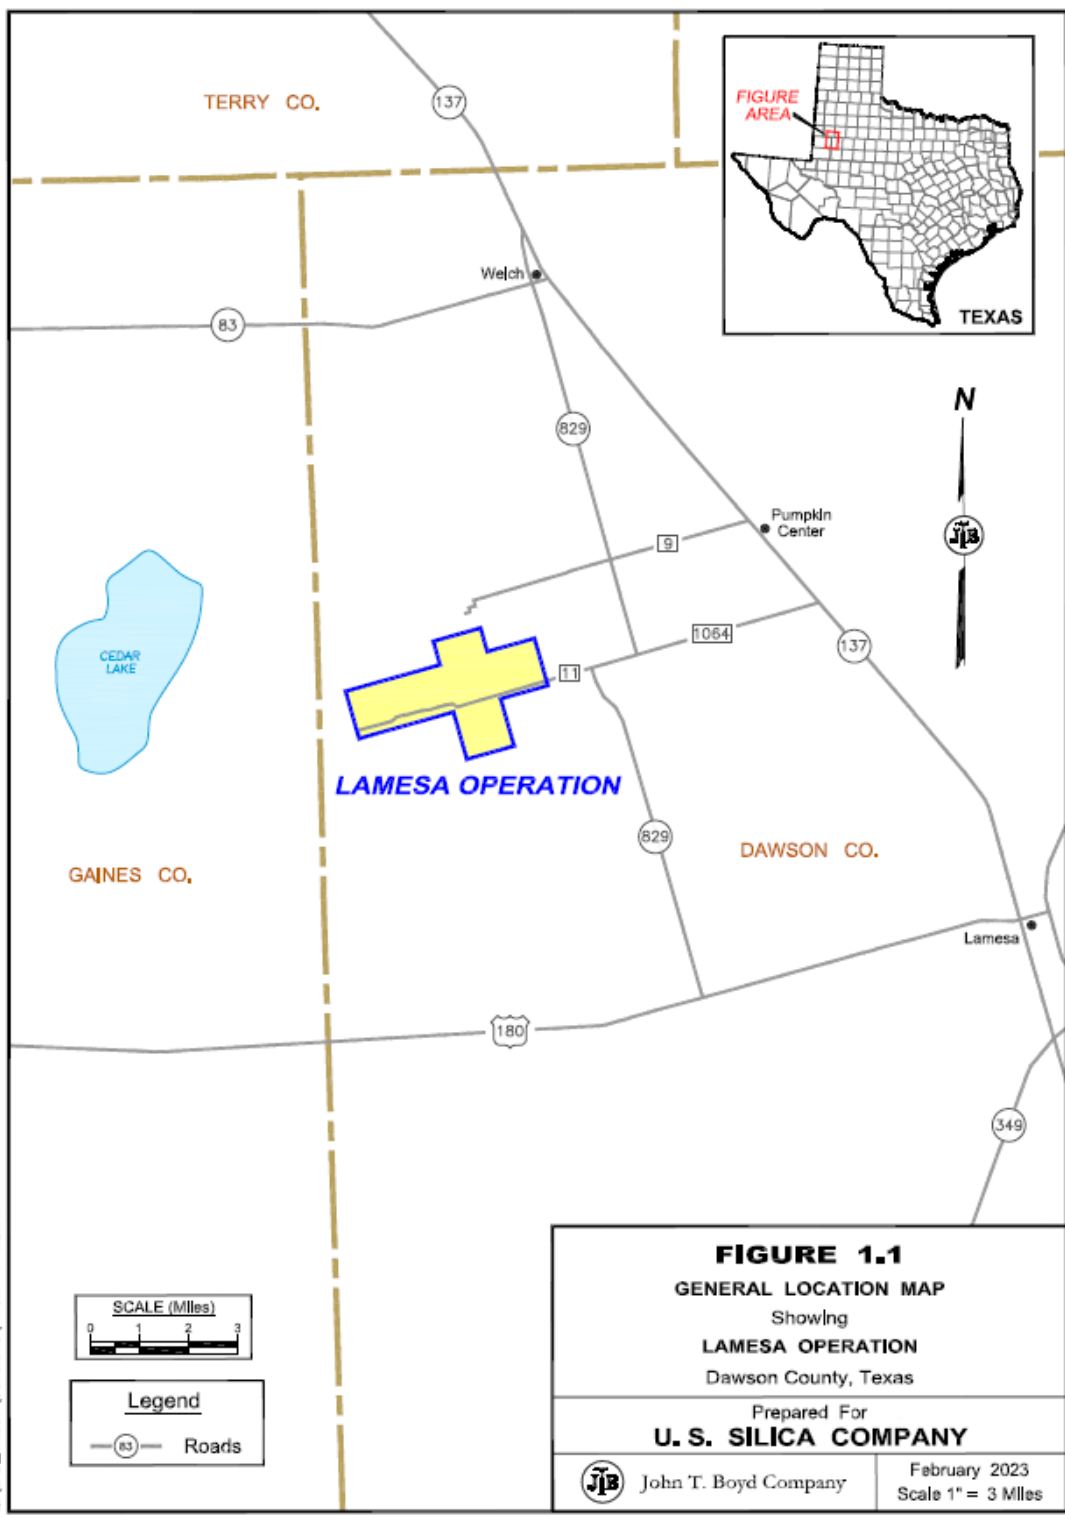 TERRY CO.
137
FIGURE
AREA
TEXAS
Welch
83
829
N
JTB
Pumpkin
Center
9
1064
137
CEDAR
LAKE
11
LAMESA OPERATION
829
DAWSON CO.
GAINES CO.
Lamesa
180
349
FIGURE 1.1
GENERAL LOCATION MAP
Showing
LAMESA OPERATION
Dawson County, Texas
Prepared For
U. S. SILICA COMPANY
JTB
John T. Boyd Company
February 2023
Scale 1" = 3 Miles
SCALE (Miles)
0 1 2 3
Legend
83 Roads